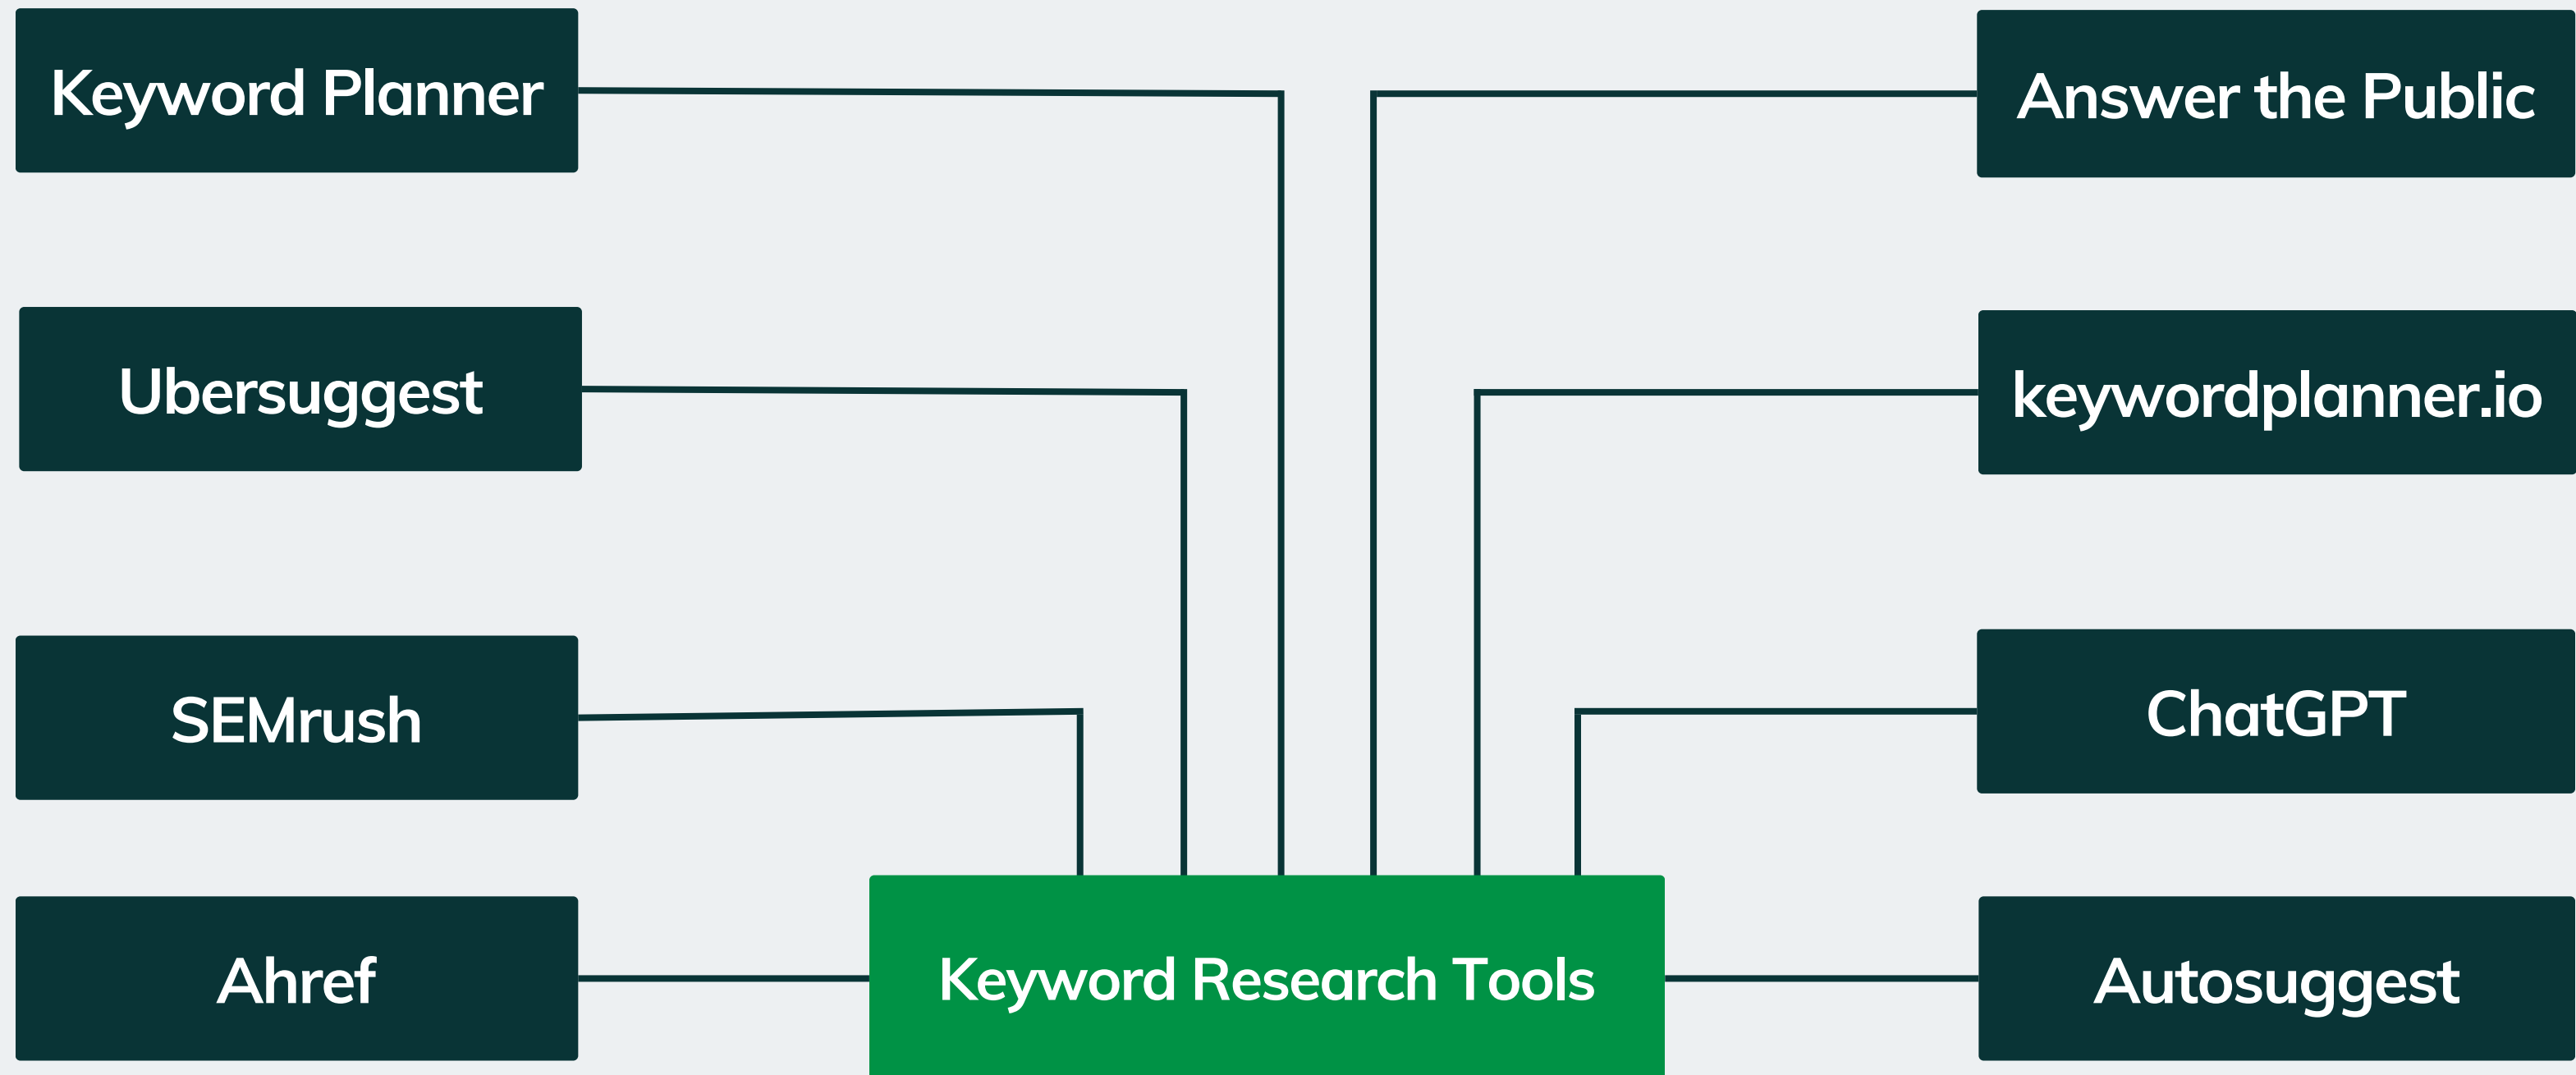 Keyword Planner
Answer the Public
Ubersuggest
keywordplanner.io
SEMrush
ChatGPT
Ahref
Keyword Research Tools
Autosuggest